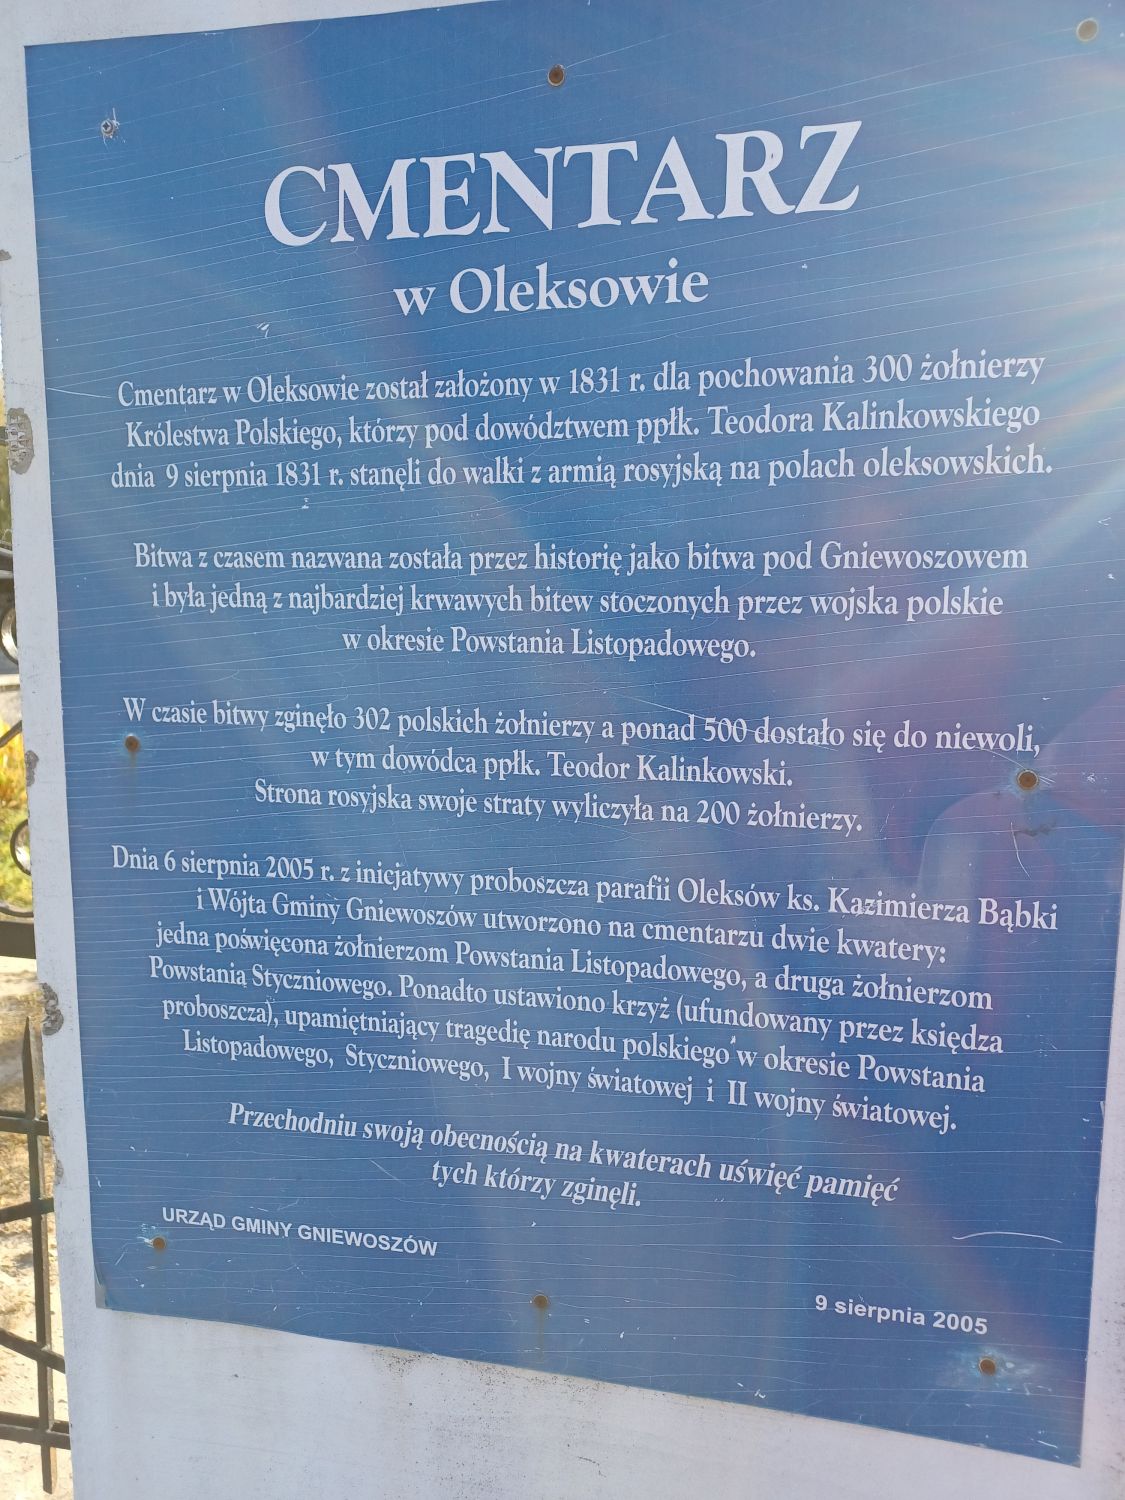 CMENTARZ
w Oleksowie
Cmentarz w Oleksowie został założony w 1831 r. dla pochowania 300 żołnierzy
Królestwa Polskiego, którzy pod dowództwem ppłk. Teodora Kalinkowskiego
dnia 9 sierpnia 1831 r. stanęli do walki z armią rosyjską na polach oleksowskich.
Bitwa z czasem nazwana została przez historię jako bitwa pod Gniewoszowem
i była jedną z najbardziej krwawych bitew stoczonych przez wojska polskie
w okresie Powstania Listopadowego.
W czasie bitwy zginęło 302 polskich żołnierzy a ponad 500 dostało się do niewoli,
w tym dowódca ppłk. Teodor Kalinkowski.
Strona rosyjska swoje straty wyliczyła na 200 żołnierzy.
Dnia 6 sierpnia 2005 r. z inicjatywy proboszcza parafii Oleksów ks. Kazimierza Bąbki
i Wójta Gminy Gniewoszów utworzono na cmentarzu dwie kwatery:
jedna poświęcona żołnierzom Powstania Listopadowego, a druga żołnierzom
Powstania Styczniowego. Ponadto ustawiono krzyż (ufundowany przez księdza
proboszcza), upamiętniający tragedię narodu polskiego w okresie Powstania
Listopadowego, Styczniowego, I wojny światowej i II wojny światowej.
Przechodniu swoją obecnością na kwaterach uświęć pamięć
tych którzy zginęli.
URZĄD GMINY GNIEWOSZÓW
9 sierpnia 2005